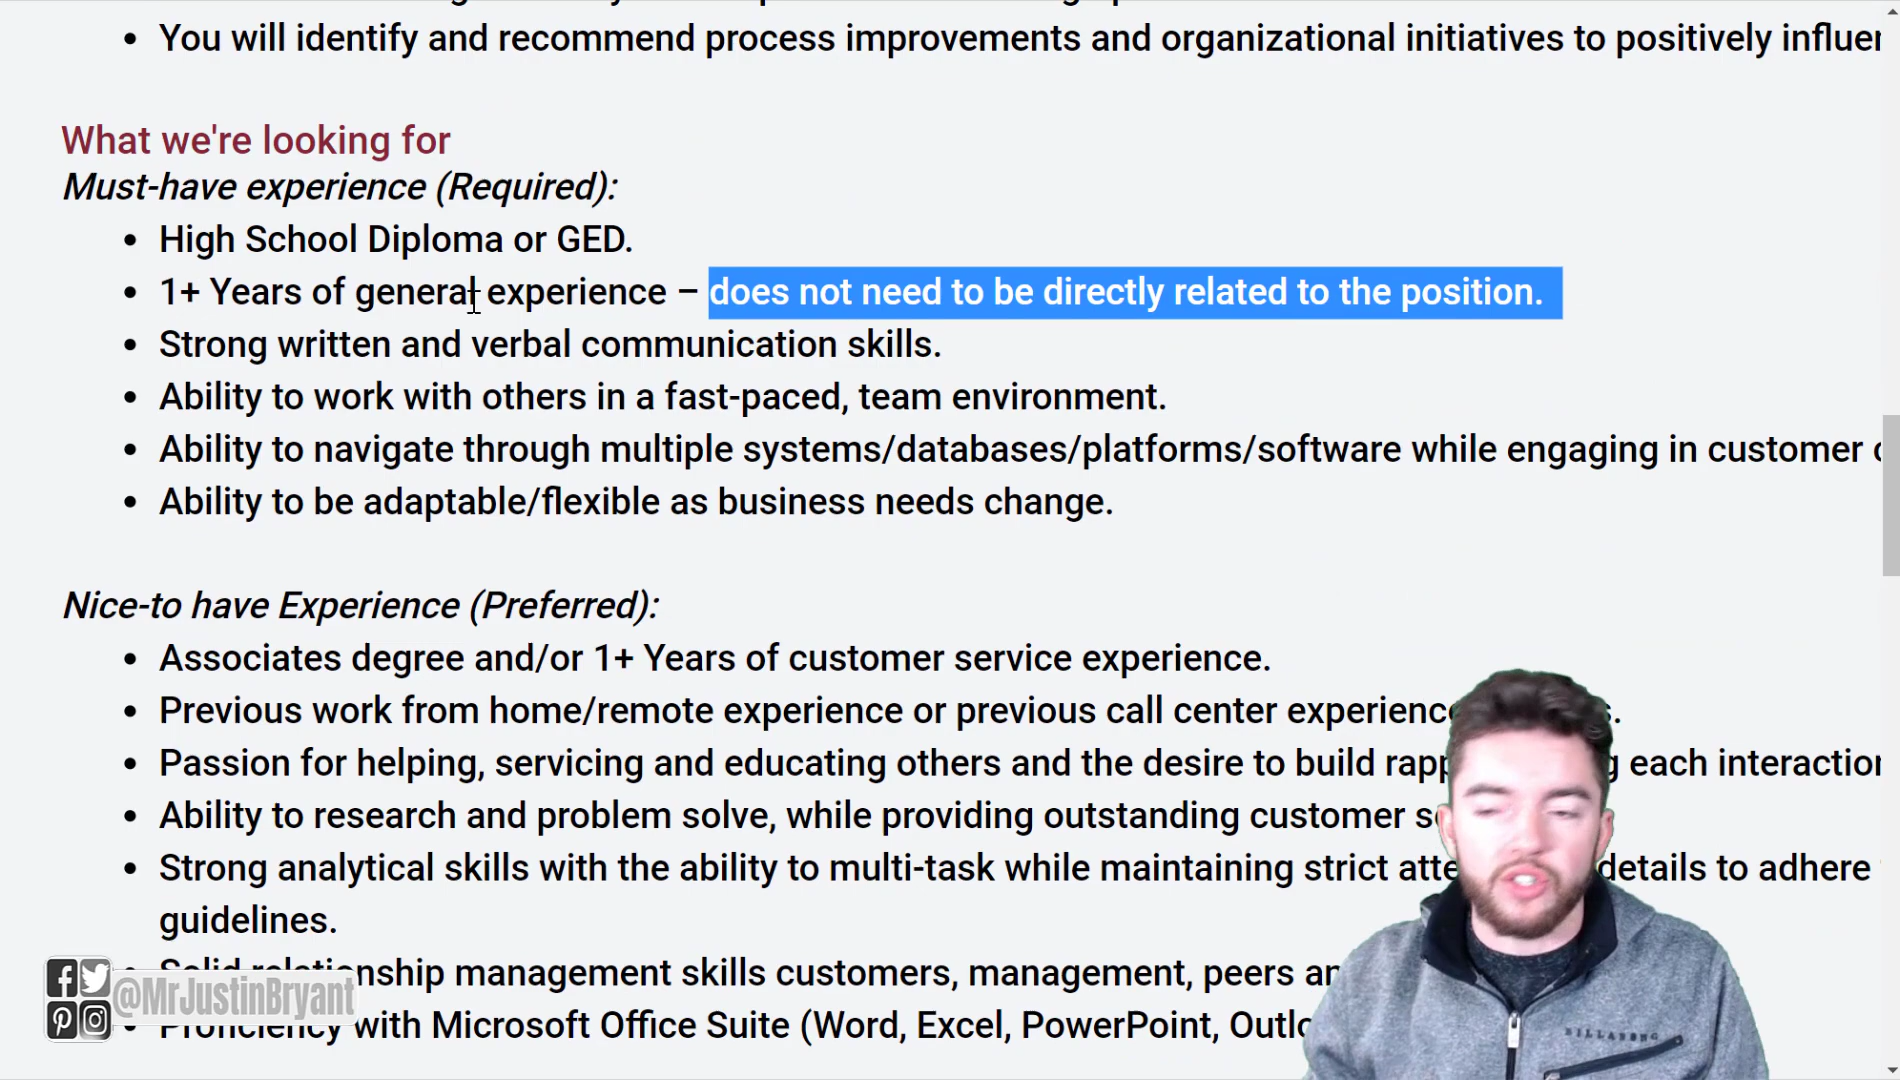 You will identify and recommend process improvements and organizational initiatives to positively
What we're looking for
Must-have experience (Required):
High School Diploma or GED.
1+ Years of general experience – does not need to be directly related to the position.
Strong written and verbal communication skills.
Ability to work with others in a fast-paced, team environment.
Ability to navigate through multiple systems/databases/platforms/software while engaging in customer
Ability to be adaptable/flexible as business needs change.
Nice-to have Experience (Preferred):
Associates degree and/or 1+ Years of customer service experience.
Previous work from home/remote experience or previous call center experience
Passion for helping, servicing and educating others and the desire to build each interaction
Ability to research and problem solve, while providing outstanding customer
Strong analytical skills with the ability to multi-task while maintaining strict details to adhere
guidelines.
Solid relationship management skills customers, management, peers
@MrJustinBryant
Proficiency with Microsoft Office Suite (Word, Excel, PowerPoint,
BILLABONG